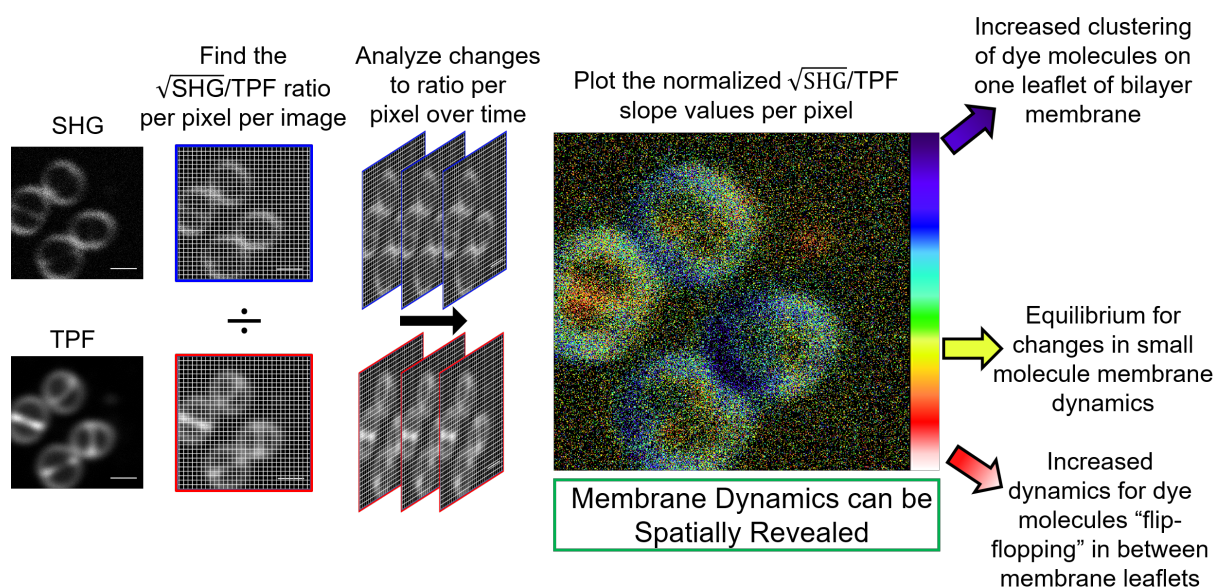 SHG
TPF
Find the
√SHG/TPF ratio
per pixel per image
÷
Analyze changes
to ratio per
pixel over time
Plot the normalized √SHG/TPF
slope values per pixel
Membrane Dynamics can be
Spatially Revealed
Increased clustering
of dye molecules on
one leaflet of bilayer
membrane
Equilibrium for
changes in small
molecule membrane
dynamics
Increased
dynamics for dye
molecules “flip-
flopping” in between
membrane leaflets